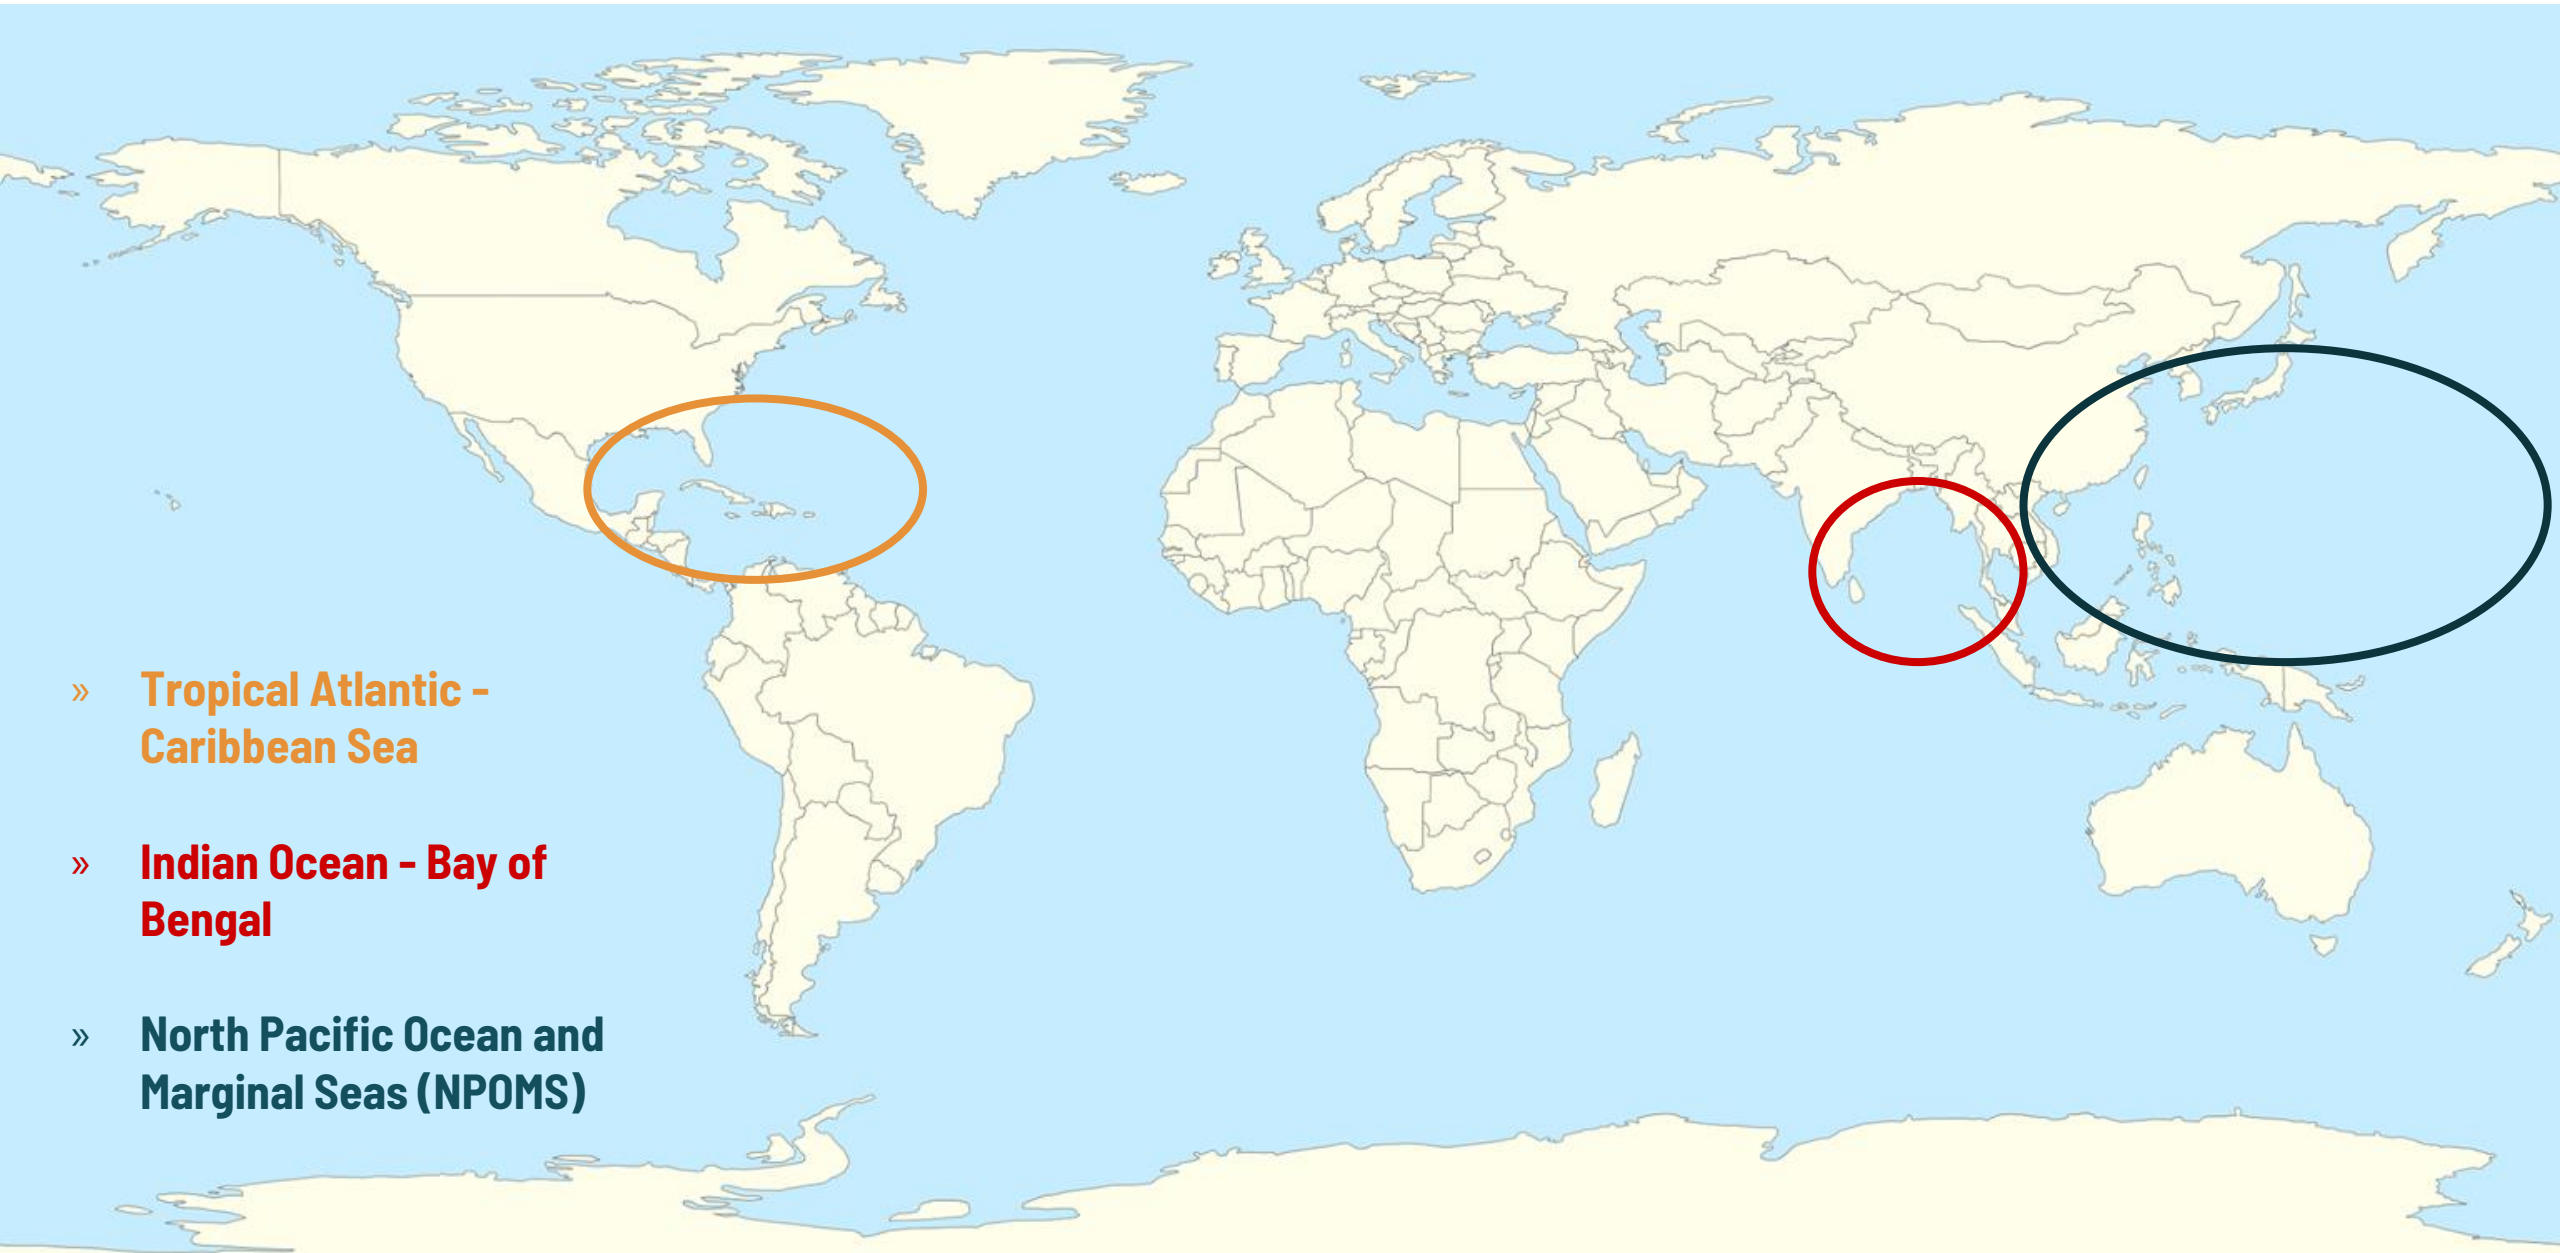 » Tropical Atlantic -
Caribbean Sea
» Indian Ocean - Bay of
Bengal
» North Pacific Ocean and
Marginal Seas (NPOMS)